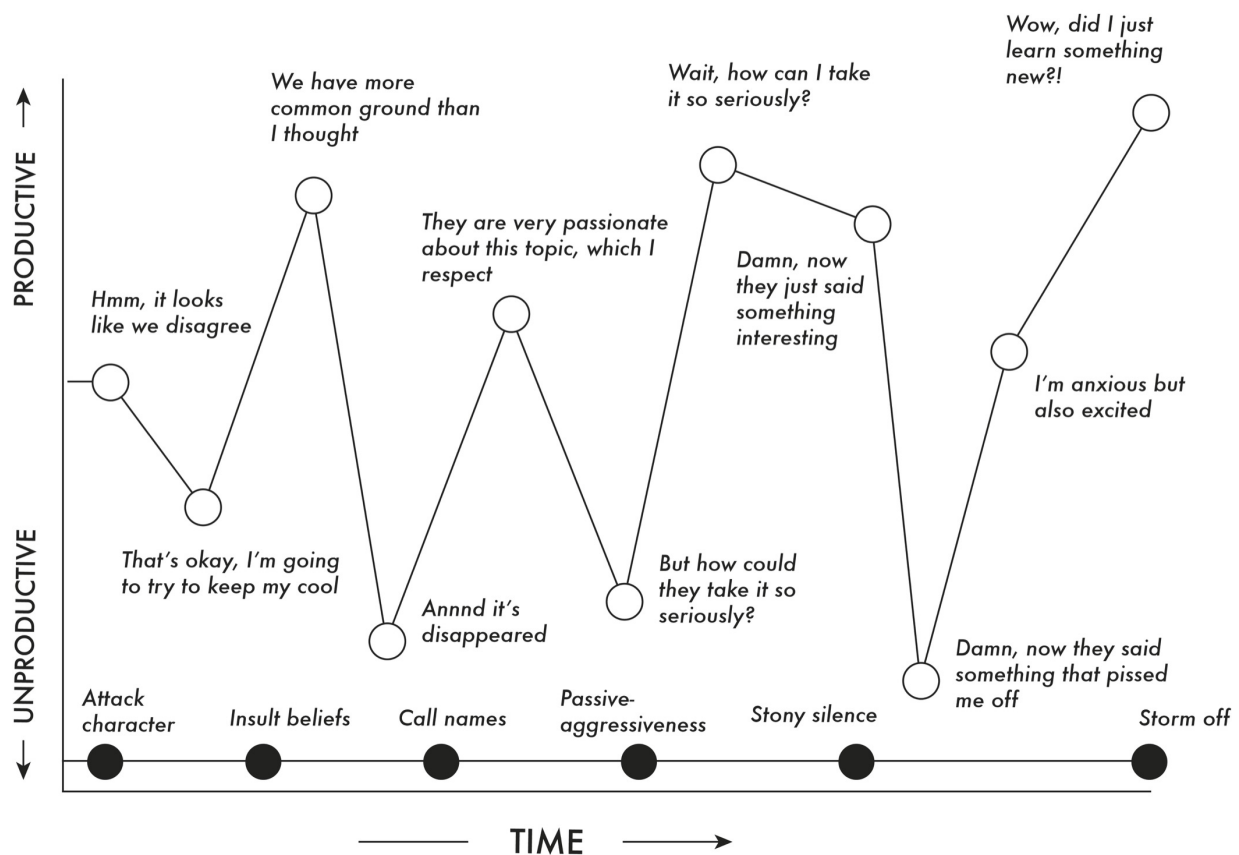 PRODUCTIVE
UNPRODUCTIVE
Hmm, it looks
like we disagree
That's okay, I'm going
to try to keep my cool
We have more
common ground than
I thought
Annnd it's
disappeared
They are very passionate
about this topic, which I
respect
But how could
they take it so
seriously?
Wait, how can I take
it so seriously?
Damn, now
they just said
something
interesting
Damn, now they said
something that pissed
me off
I'm anxious but
also excited
Wow, did I just
learn something
new?!
Attack
character
Insult beliefs
Call names
Passive-
aggressiveness
Stony silence
Storm off
TIME